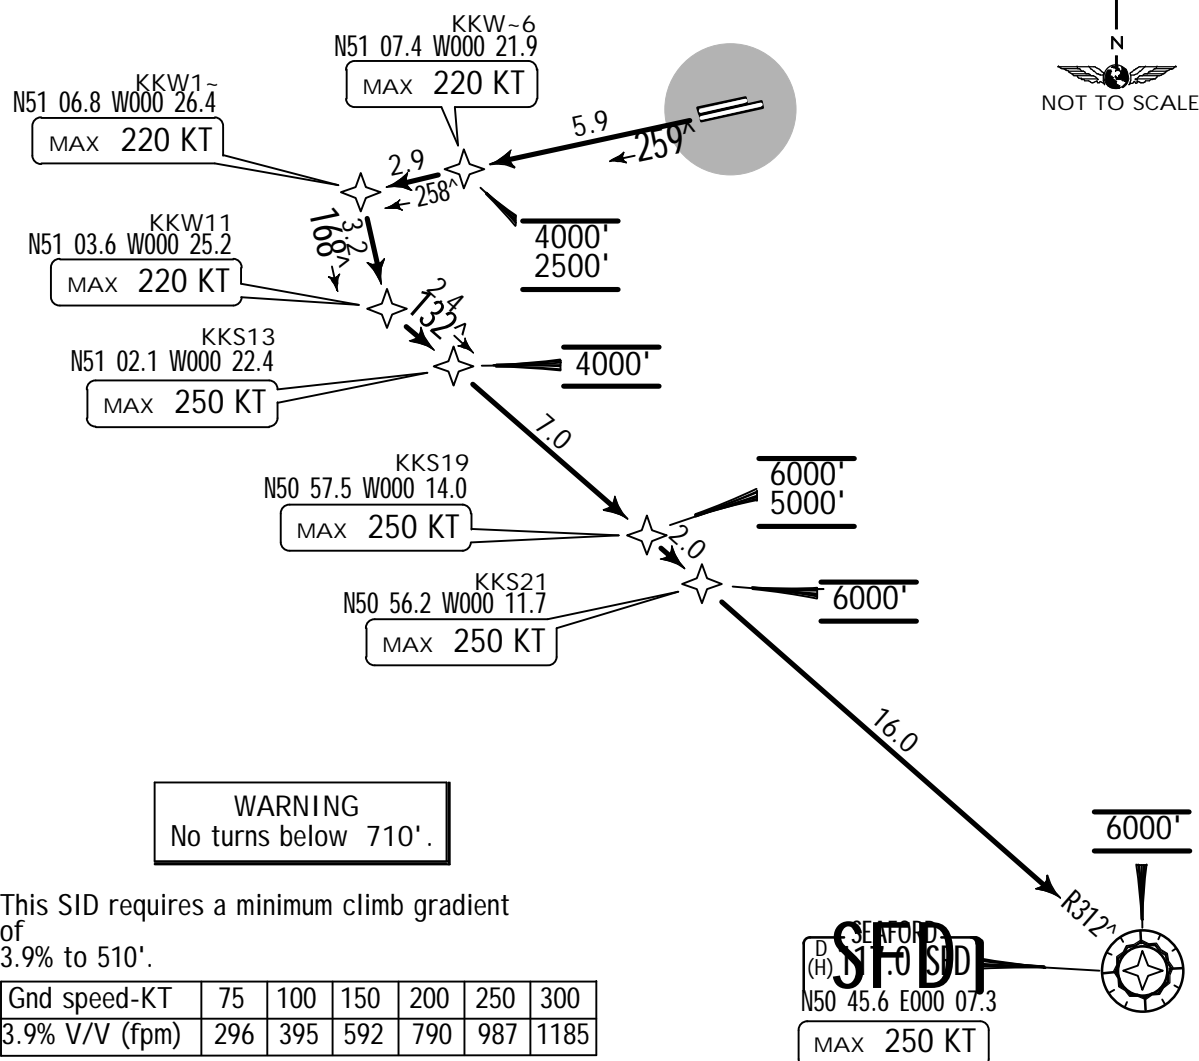 N
NOT TO SCALE
KKW~6
N51 07.4 W000 21.9
MAX 220 KT
KKW1~
N51 06.8 W000 26.4
MAX 220 KT
5.9
259^
2.9
258^
4000'
2500'
KKW11
N51 03.6 W000 25.2
MAX 220 KT
3.2
168^
2.4
132^
KKS13
N51 02.1 W000 22.4
MAX 250 KT
4000'
7.0
KKS19
N50 57.5 W000 14.0
MAX 250 KT
6000'
5000'
2.0
KKS21
N50 56.2 W000 11.7
MAX 250 KT
6000'
16.0
WARNING
No turns below 710'.
6000'
R312^
This SID requires a minimum climb gradient
of
3.9% to 510'.
Gnd speed-KT 75 100 150 200 250 300
3.9% V/V (fpm) 296 395 592 790 987 1185
SEAFORD
D
(H) 117.0 SFD
SFD
N50 45.6 E000 07.3
MAX 250 KT